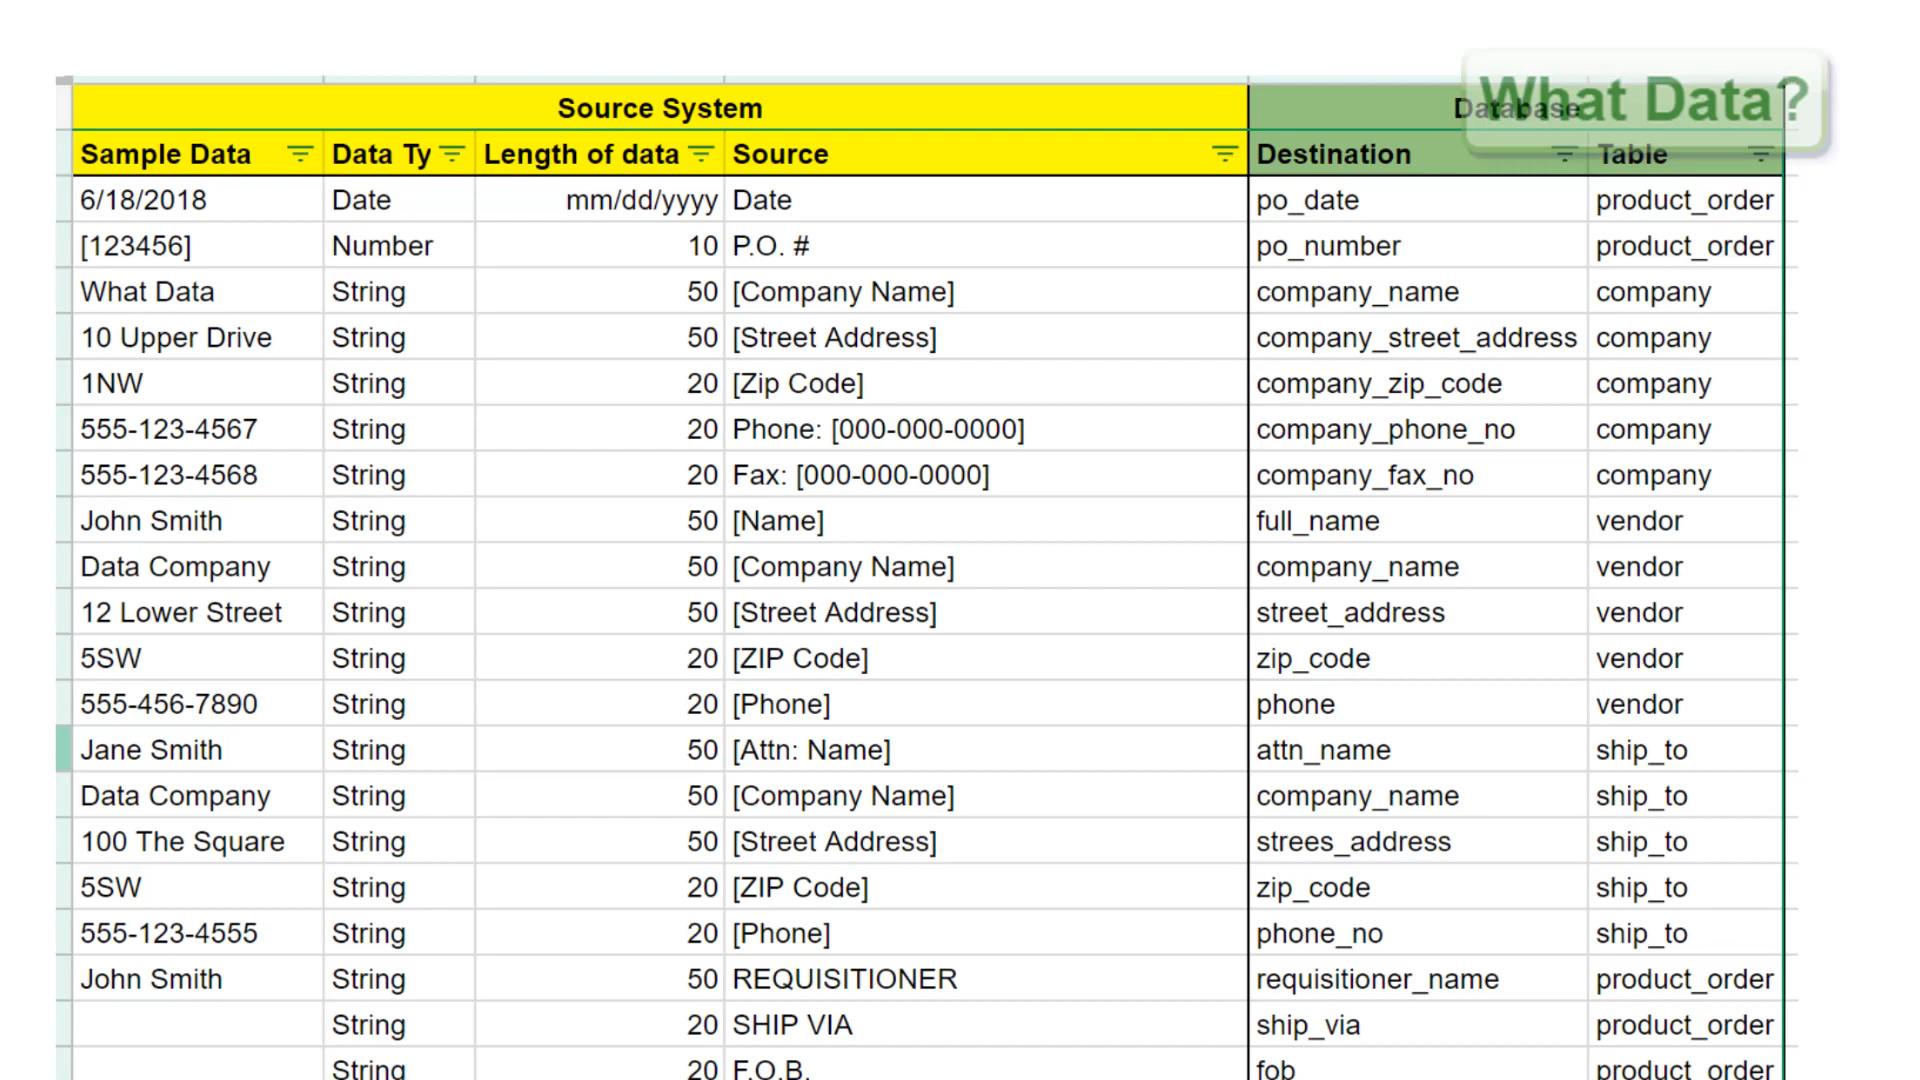 What Data?
Source System Database
Sample Data Data Ty Length of data Source Destination Table
6/18/2018 Date mm/dd/yyyy Date po_date product_order
[123456] Number 10 P.O. # po_number product_order
What Data String 50 [Company Name] company_name company
10 Upper Drive String 50 [Street Address] company_street_address company
1NW String 20 [Zip Code] company_zip_code company
555-123-4567 String 20 Phone: [000-000-0000] company_phone_no company
555-123-4568 String 20 Fax: [000-000-0000] company_fax_no company
John Smith String 50 [Name] full_name vendor
Data Company String 50 [Company Name] company_name vendor
12 Lower Street String 50 [Street Address] street_address vendor
5SW String 20 [ZIP Code] zip_code vendor
555-456-7890 String 20 [Phone] phone vendor
Jane Smith String 50 [Attn: Name] attn_name ship_to
Data Company String 50 [Company Name] company_name ship_to
100 The Square String 50 [Street Address] strees_address ship_to
5SW String 20 [ZIP Code] zip_code ship_to
555-123-4555 String 20 [Phone] phone_no ship_to
John Smith String 50 REQUISITIONER requisitioner_name product_order
String 20 SHIP VIA ship_via product_order
String 20 F.O.B. fob product_order